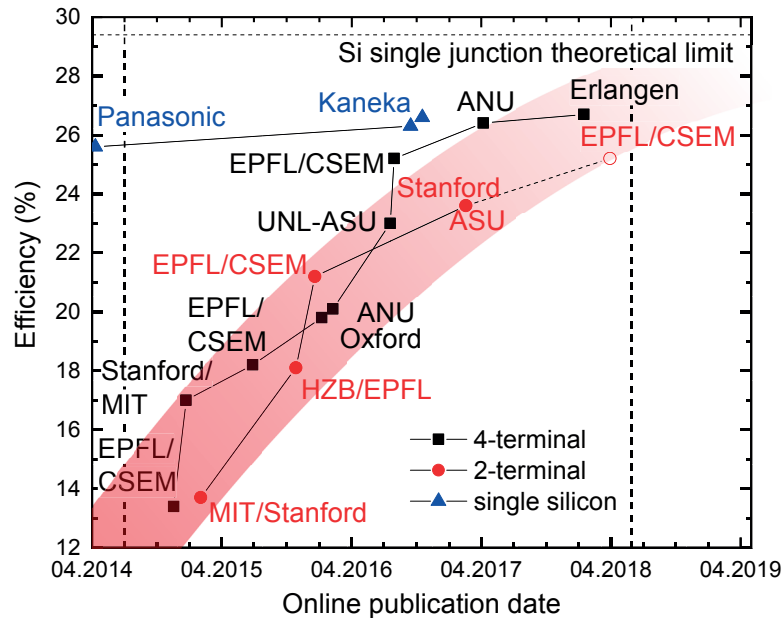 Efficiency (%)
30
28
26
24
22
20
18
16
14
12
Si single junction theoretical limit
Panasonic
Kaneka
ANU
Erlangen
EPFL/CSEM
EPFL/CSEM
Stanford
ASU
UNL-ASU
EPFL/CSEM
EPFL/
CSEM
ANU
Oxford
Stanford/
MIT
HZB/EPFL
EPFL/
CSEM
MIT/Stanford
4-terminal
2-terminal
single silicon
04.2014
04.2015
04.2016
04.2017
04.2018
04.2019
Online publication date